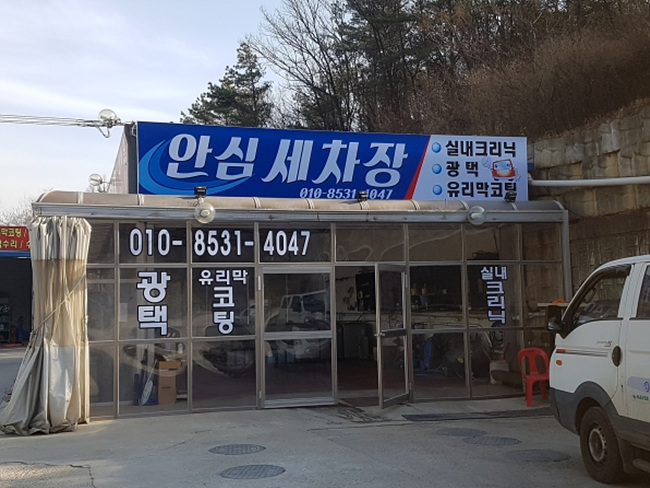 안심 세차장
010-8531-4047
실내크리닉
광택
유리막코팅
010-8531-4047
광택
유리막
코팅
실내
크리닉